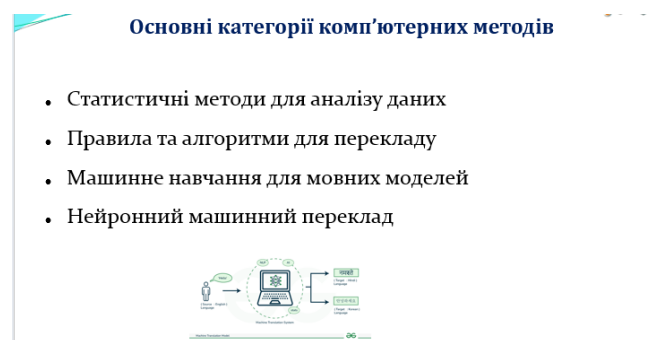 Основні категорії комп’ютерних методів
• Статистичні методи для аналізу даних
• Правила та алгоритми для перекладу
• Машинне навчання для мовних моделей
• Нейронний машинний переклад